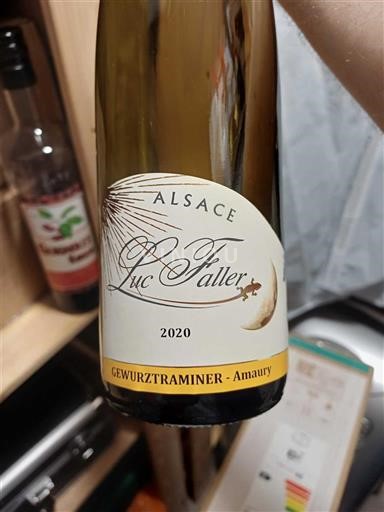 ALSACE
Luc Faller
2020
GEWURZTRAMINER - Amaury